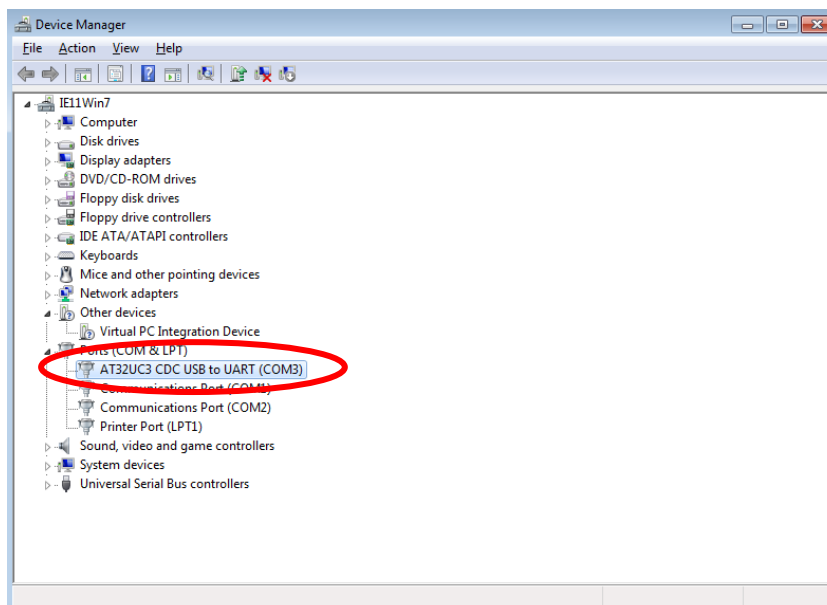 Device Manager
File Action View Help
IE11Win7
Computer
Disk drives
Display adapters
DVD/CD-ROM drives
Floppy disk drives
Floppy drive controllers
IDE ATA/ATAPI controllers
Keyboards
Mice and other pointing devices
Network adapters
Other devices
Virtual PC Integration Device
Ports (COM & LPT)
AT32UC3 CDC USB to UART (COM3)
Communications Port (COM1)
Communications Port (COM2)
Printer Port (LPT1)
Sound, video and game controllers
System devices
Universal Serial Bus controllers